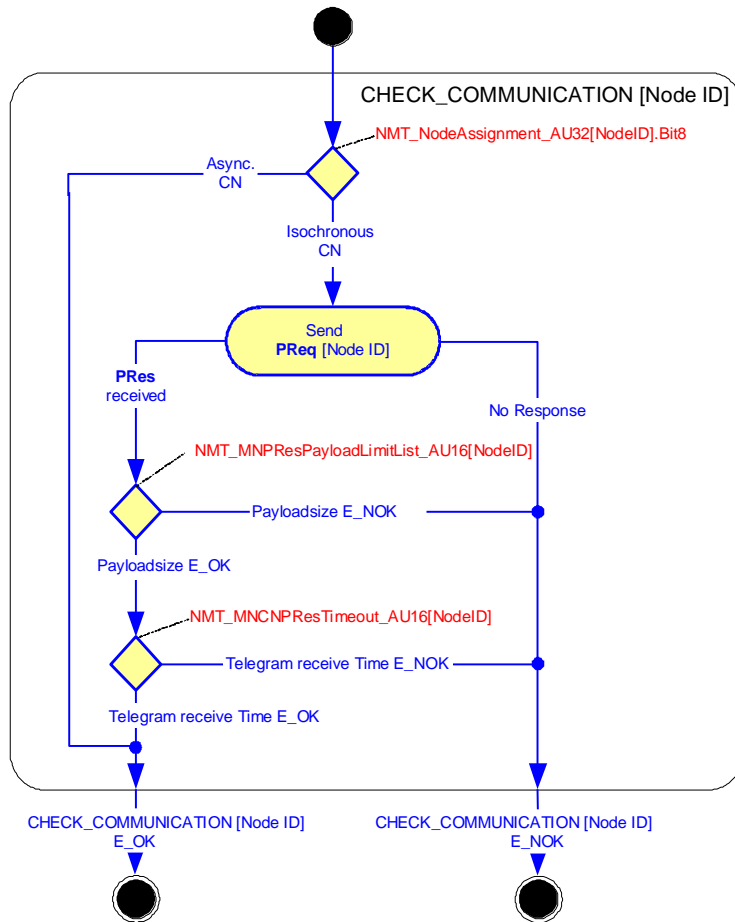 CHECK_COMMUNICATION [Node ID]
NMT_NodeAssignment_AU32[NodeID].Bit8
Async.
CN
Isochronous
CN
Send
PReq [Node ID]
PRes
received
No Response
NMT_MNPResPayloadLimitList_AU16[NodeID]
Payloadsize E_NOK
Payloadsize E_OK
NMT_MNCNPResTimeout_AU16[NodeID]
Telegram receive Time E_NOK
Telegram receive Time E_OK
CHECK_COMMUNICATION [Node ID]
E_OK
CHECK_COMMUNICATION [Node ID]
E_NOK